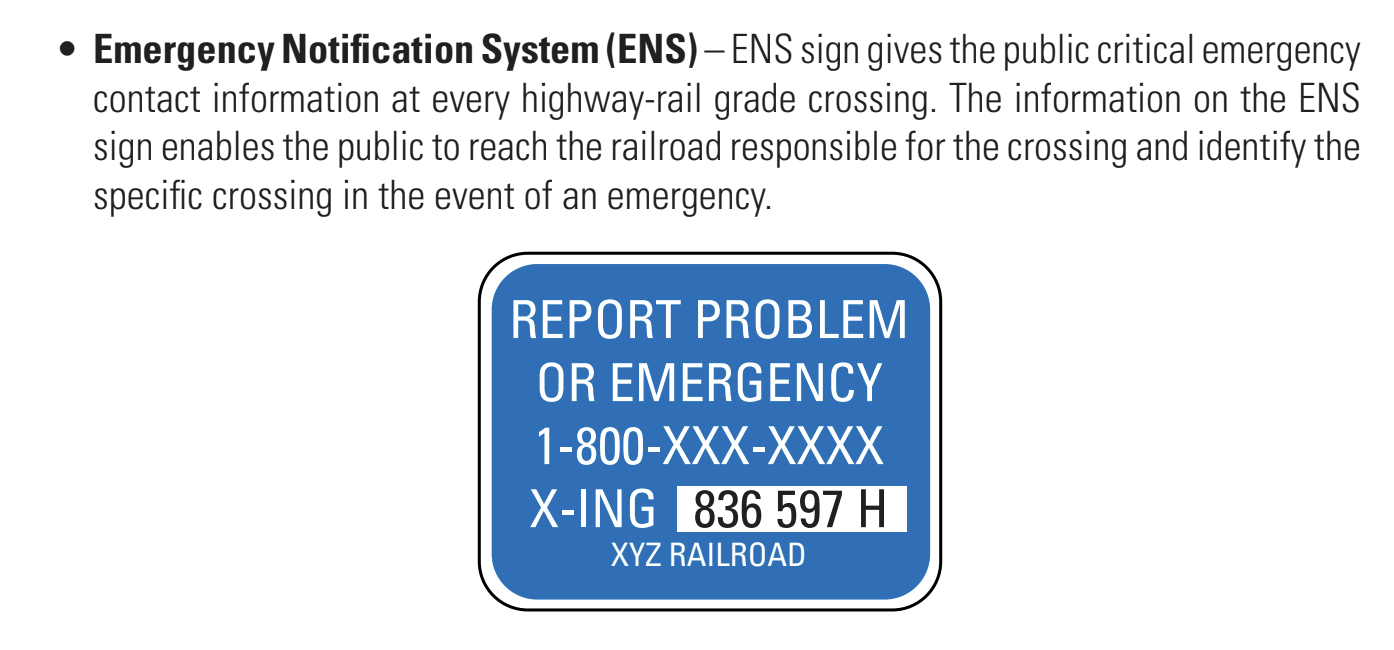 • Emergency Notification System (ENS) – ENS sign gives the public critical emergency
contact information at every highway-rail grade crossing. The information on the ENS
sign enables the public to reach the railroad responsible for the crossing and identify the
specific crossing in the event of an emergency.
REPORT PROBLEM
OR EMERGENCY
1-800-XXX-XXXX
X-ING 836 597 H
XYZ RAILROAD